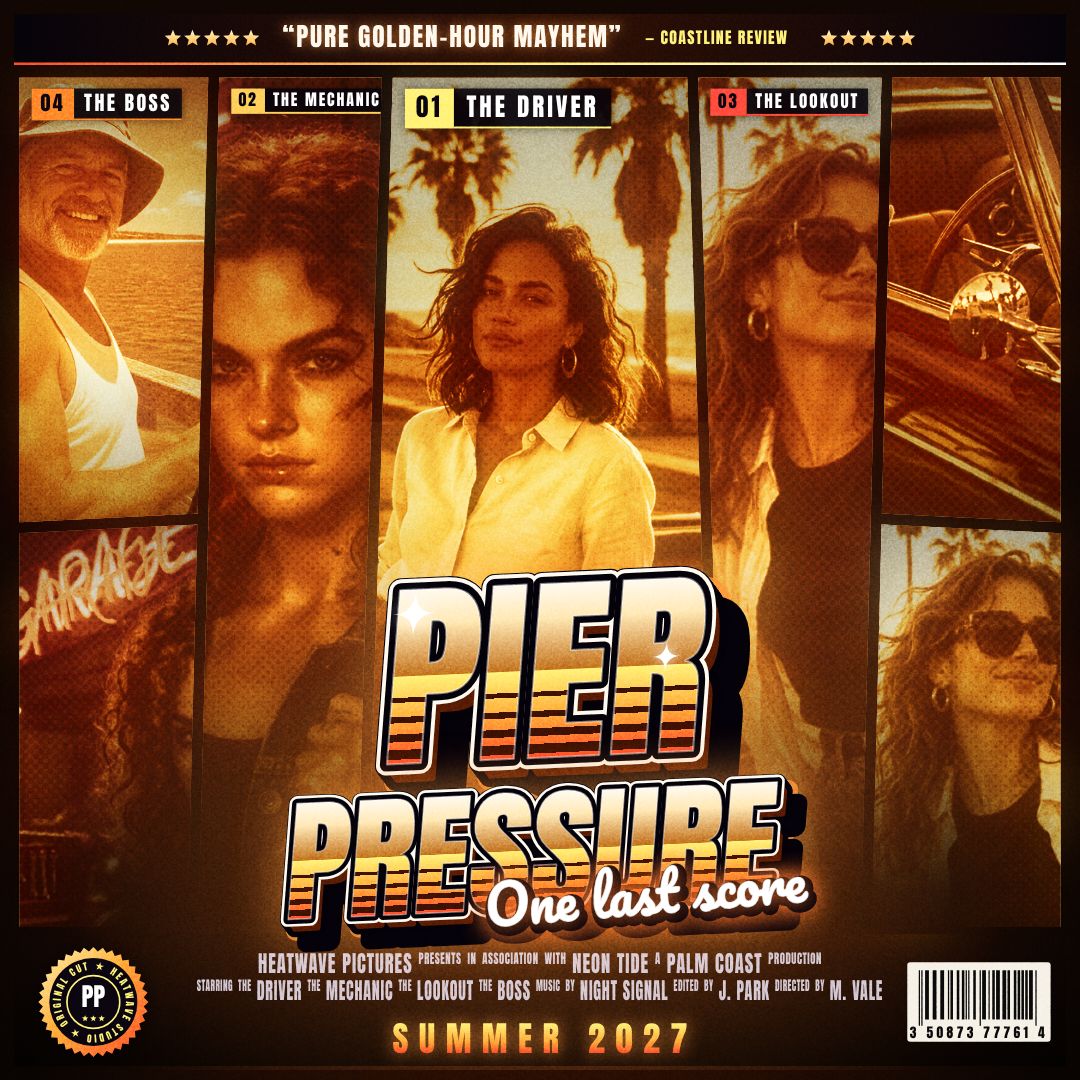 ★★★★★ “PURE GOLDEN-HOUR MAYHEM” – COASTLINE REVIEW ★★★★★
04 THE BOSS
02 THE MECHANIC
01 THE DRIVER
03 THE LOOKOUT
GARAGE
PIER
PRESSURE
One last score
HEATWAVE PICTURES PRESENTS IN ASSOCIATION WITH NEON TIDE A PALM COAST PRODUCTION
STARRING THE DRIVER THE MECHANIC THE LOOKOUT THE BOSS MUSIC BY NIGHT SIGNAL EDITED BY J. PARK DIRECTED BY M. VALE
SUMMER 2027
ORIGINAL CUT ★ HEATWAVE STUDIO ★
PP
★★★
3 50873 77761 4